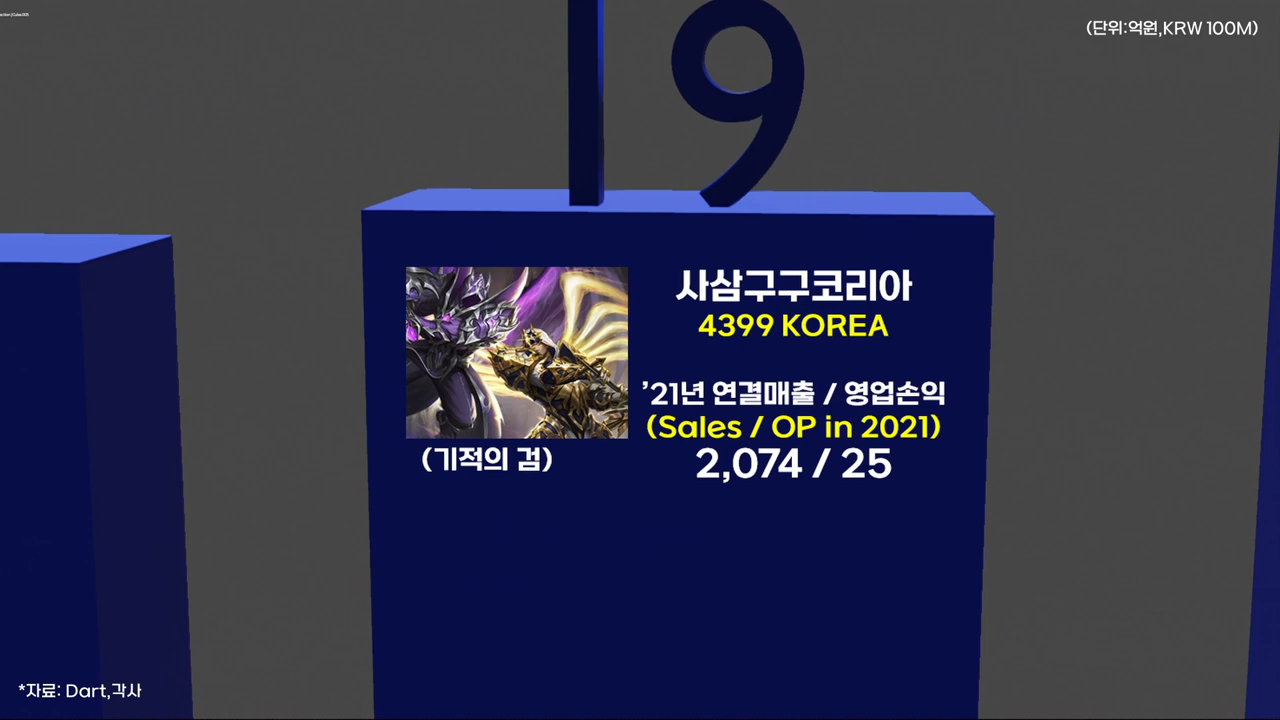 (단위:억원,KRW 100M)
19
사삼구구코리아
4399 KOREA
’21년 연결매출 / 영업손익
(Sales / OP in 2021)
2,074 / 25
(기적의 검)
*자료: Dart,각사